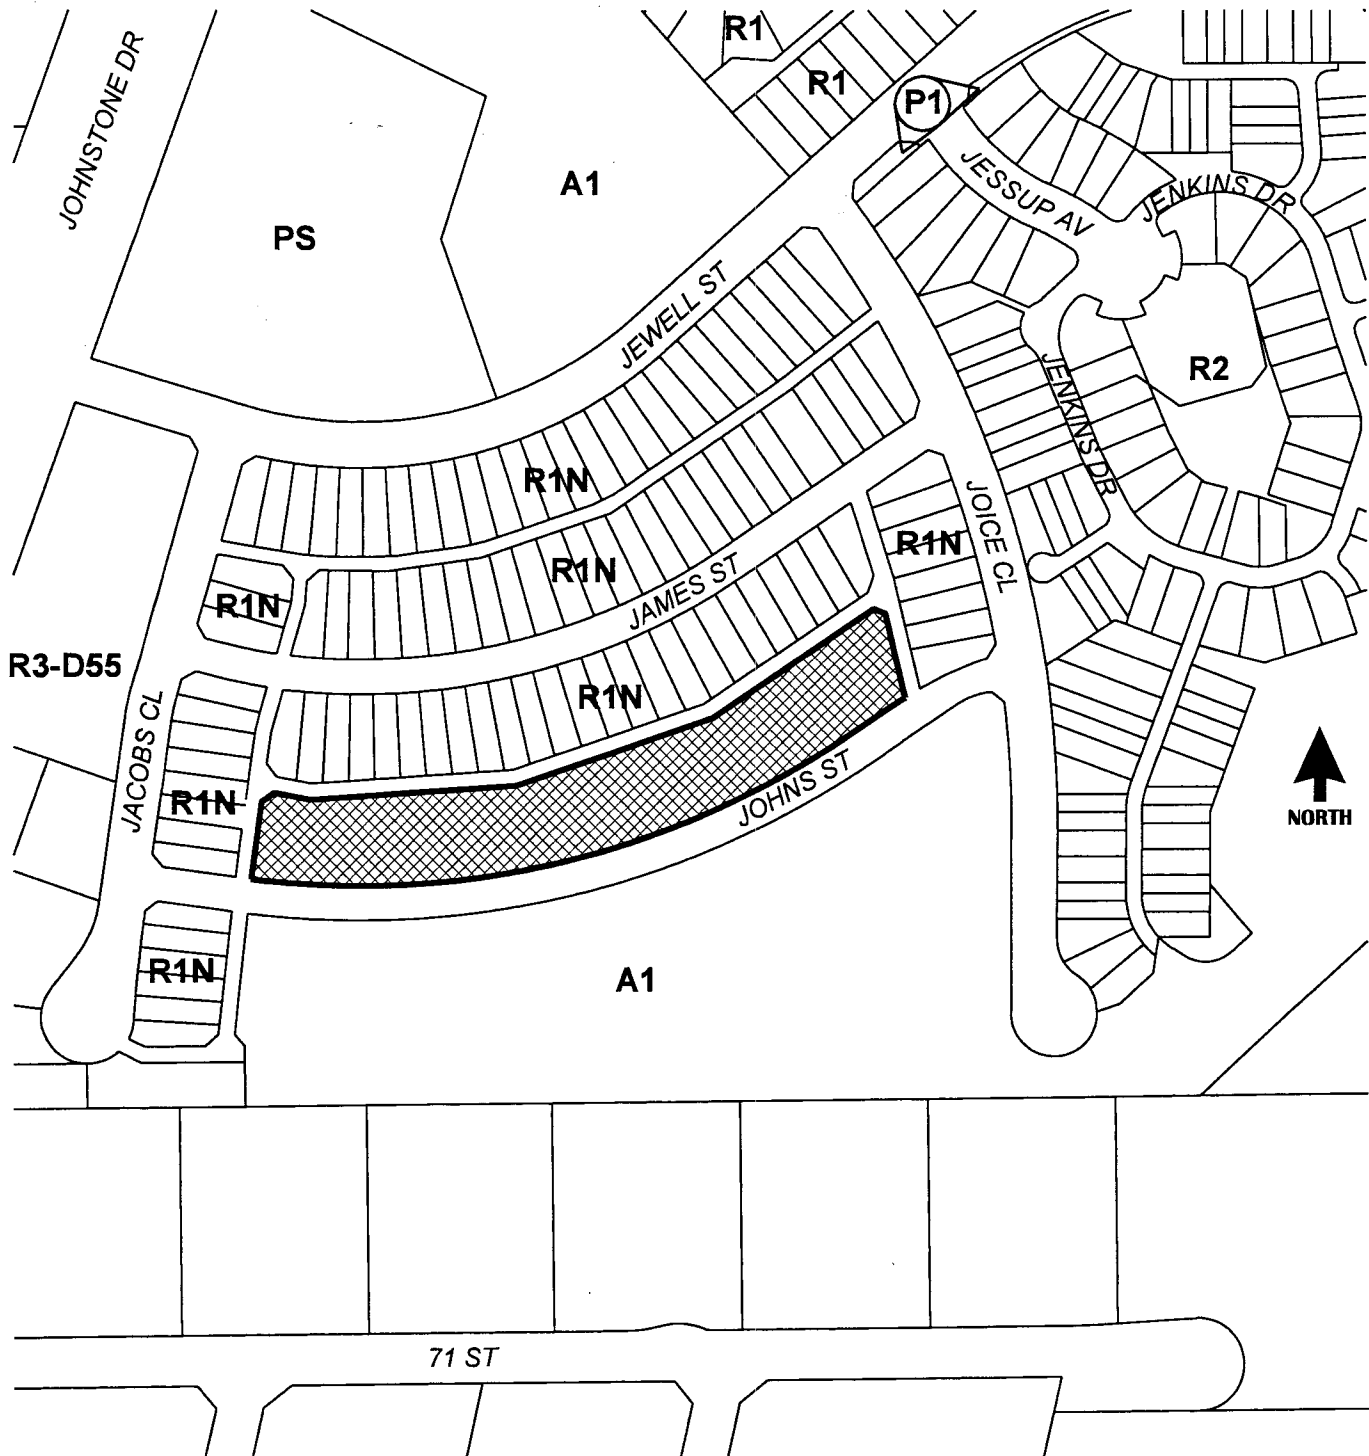 R1
JOHNSTONE DR
R1
P1
A1
JESSUP AV
JENKINS DR
PS
JEWELL ST
JENKINS DR
R2
R1N
JOICE CL
R1N
R1N
JAMES ST
R1N
R3-D55
R1N
JACOBS CL
R1N
JOHNS ST
NORTH
R1N
A1
71 ST